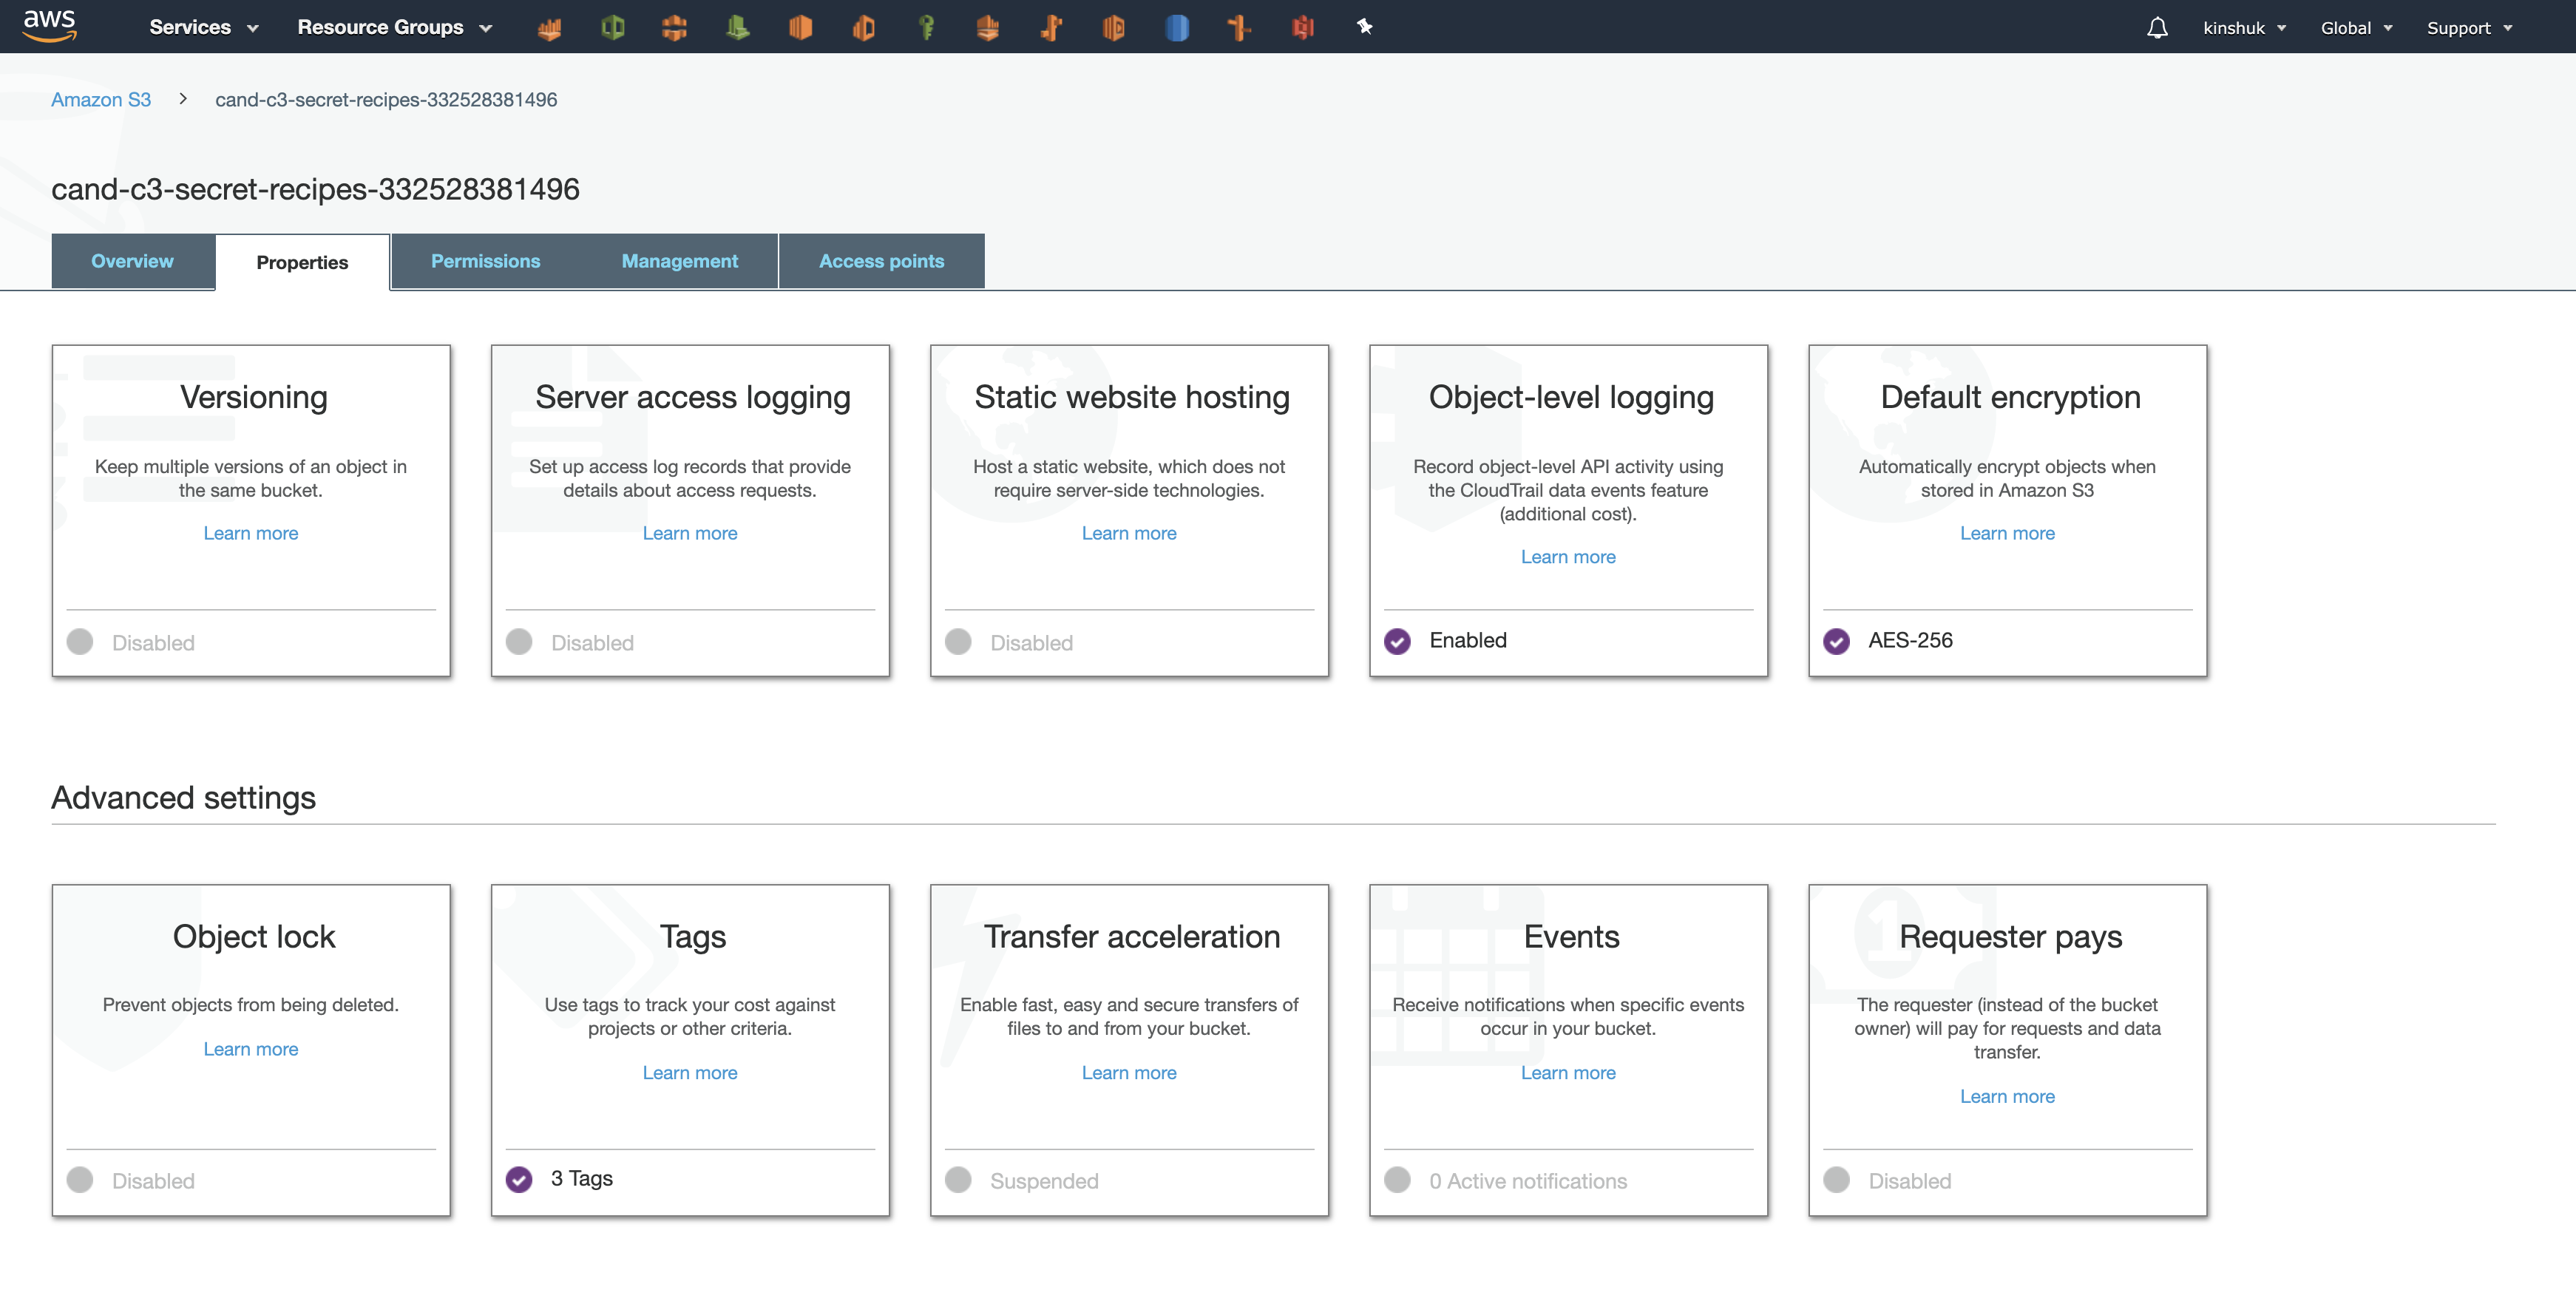 aws Services Resource Groups kinshuk Global Support
Amazon S3 > cand-c3-secret-recipes-332528381496
cand-c3-secret-recipes-332528381496
Overview Properties Permissions Management Access points
Versioning
Keep multiple versions of an object in
the same bucket.
Learn more
Disabled
Server access logging
Set up access log records that provide
details about access requests.
Learn more
Disabled
Static website hosting
Host a static website, which does not
require server-side technologies.
Learn more
Disabled
Object-level logging
Record object-level API activity using
the CloudTrail data events feature
(additional cost).
Learn more
Enabled
Default encryption
Automatically encrypt objects when
stored in Amazon S3
Learn more
AES-256
Advanced settings
Object lock
Prevent objects from being deleted.
Learn more
Disabled
Tags
Use tags to track your cost against
projects or other criteria.
Learn more
3 Tags
Transfer acceleration
Enable fast, easy and secure transfers of
files to and from your bucket.
Learn more
Suspended
Events
Receive notifications when specific events
occur in your bucket.
Learn more
0 Active notifications
Requester pays
The requester (instead of the bucket
owner) will pay for requests and data
transfer.
Learn more
Disabled